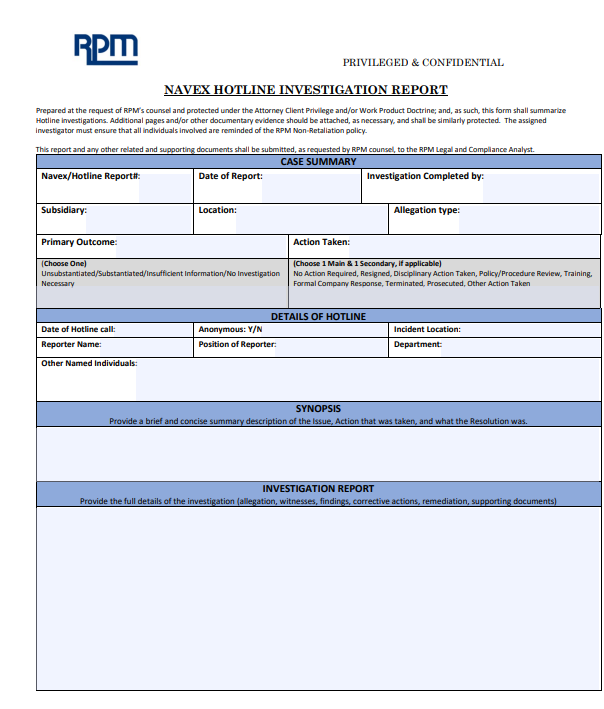 RPM
PRIVILEGED & CONFIDENTIAL
NAVEX HOTLINE INVESTIGATION REPORT
Prepared at the request of RPM's counsel and protected under the Attorney Client Privilege and/or Work Product Doctrine; and, as such, this form shall summarize
Hotline investigations. Additional pages and/or other documentary evidence should be attached, as necessary, and shall be similarly protected. The assigned
investigator must ensure that all individuals involved are reminded of the RPM Non-Retaliation policy.
This report and any other related and supporting documents shall be submitted, as requested by RPM counsel, to the RPM Legal and Compliance Analyst.
CASE SUMMARY
Navex/Hotline Report#: Date of Report: Investigation Completed by:
Subsidiary: Location: Allegation type:
Primary Outcome: Action Taken:
(Choose One) (Choose 1 Main & 1 Secondary, if applicable)
Unsubstantiated/Substantiated/Insufficient Information/No Investigation No Action Required, Resigned, Disciplinary Action Taken, Policy/Procedure Review, Training,
Necessary Formal Company Response, Terminated, Prosecuted, Other Action Taken
DETAILS OF HOTLINE
Date of Hotline call: Anonymous: Y/N Incident Location:
Reporter Name: Position of Reporter: Department:
Other Named Individuals:
SYNOPSIS
Provide a brief and concise summary description of the Issue, Action that was taken, and what the Resolution was.
INVESTIGATION REPORT
Provide the full details of the investigation (allegation, witnesses, findings, corrective actions, remediation, supporting documents)